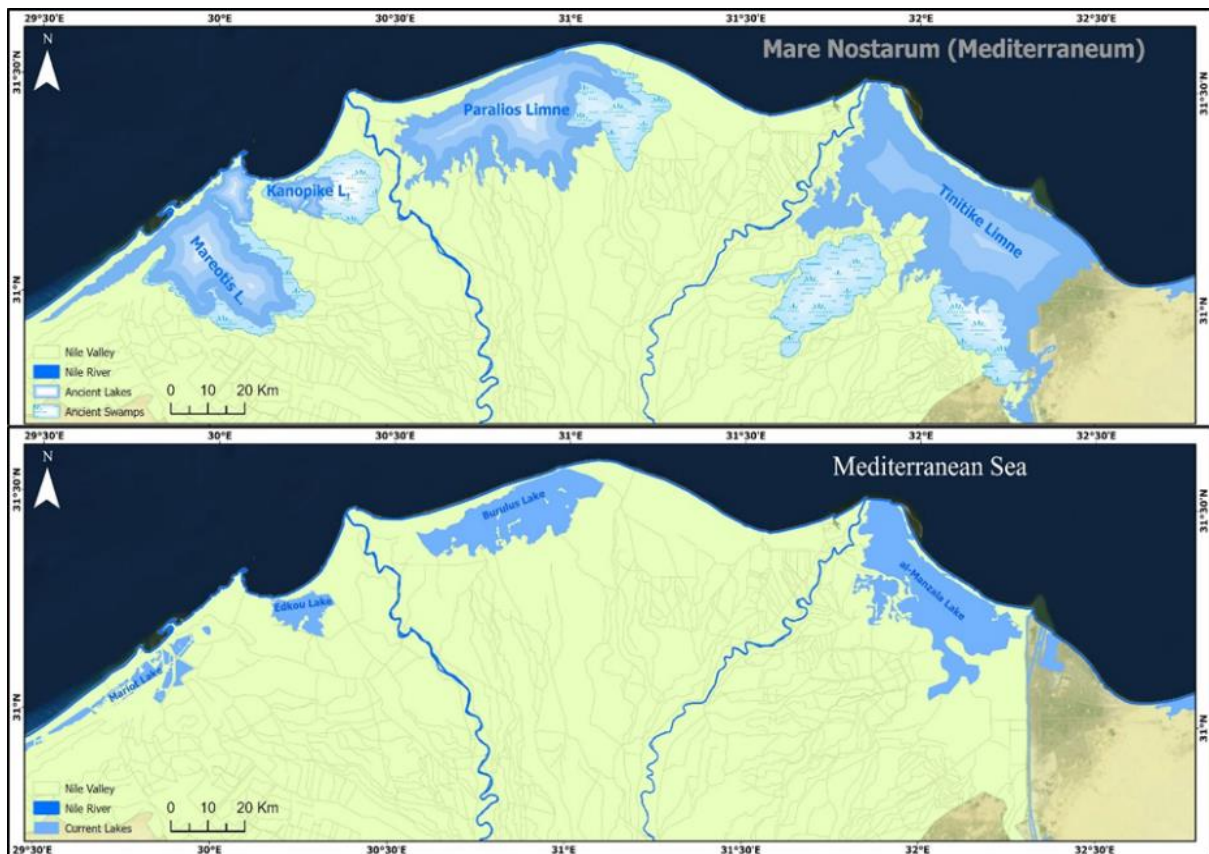 29°30'E 30°E 30°30'E 31°E 31°30'E 32°E 32°30'E
N
Mare Nostarum (Mediterraneum)
31°30'N
31°30'N
Paralios Limne
Kanopike L.
Tinitike Limne
Mareotis L.
31°N
31°N
Nile Valley
Nile River
Ancient Lakes
Ancient Swamps
0 10 20 Km
29°30'E 30°E 30°30'E 31°E 31°30'E 32°E 32°30'E
N
Mediterranean Sea
31°30'N
31°30'N
Burulus Lake
al-Manzala Lake
Edkou Lake
Mariot Lake
31°N
31°N
Nile Valley
Nile River
Current Lakes
0 10 20 Km
29°30'E 30°E 30°30'E 31°E 31°30'E 32°E 32°30'E